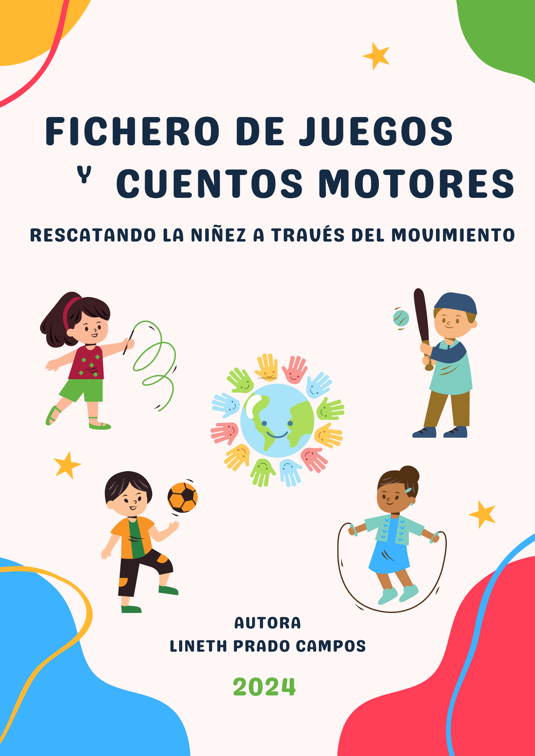 FICHERO DE JUEGOS
Y CUENTOS MOTORES
RESCATANDO LA NIÑEZ A TRAVÉS DEL MOVIMIENTO
AUTORA
LINETH PRADO CAMPOS
2024